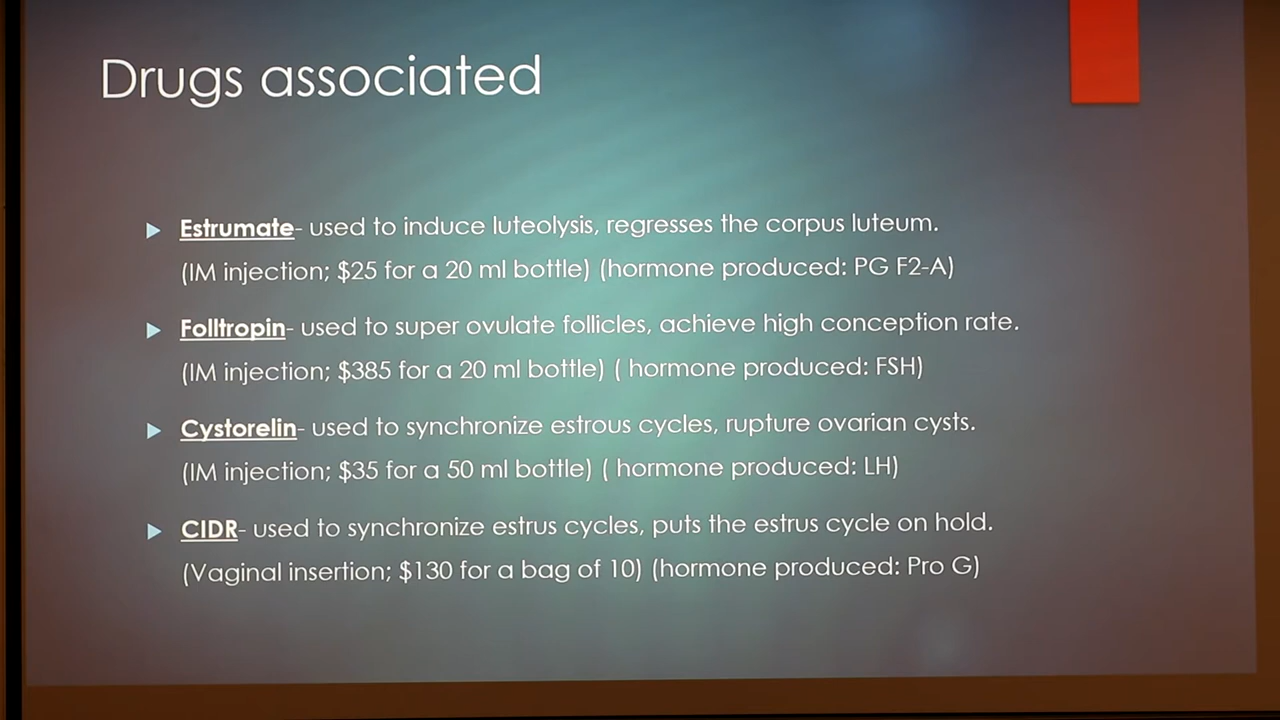 Drugs associated
Estrumate- used to induce luteolysis, regresses the corpus luteum.
(IM injection; $25 for a 20 ml bottle) (hormone produced: PG F2-A)
Folltropin- used to super ovulate follicles, achieve high conception rate.
(IM injection; $385 for a 20 ml bottle) ( hormone produced: FSH)
Cystorelin- used to synchronize estrous cycles, rupture ovarian cysts.
(IM injection; $35 for a 50 ml bottle) ( hormone produced: LH)
CIDR- used to synchronize estrus cycles, puts the estrus cycle on hold.
(Vaginal insertion; $130 for a bag of 10) (hormone produced: Pro G)